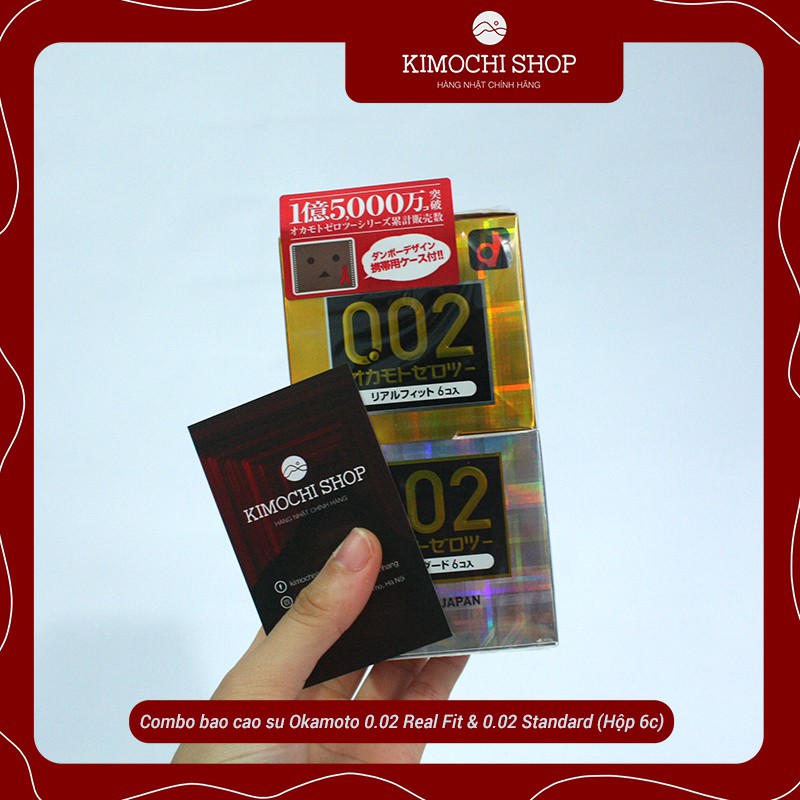 KIMOCHI SHOP
HÀNG NHẬT CHÍNH HÃNG
1億5,000万コ突破
オカモトゼロツーシリーズ累計販売数
ダンボーデザイン
携帯用ケース付!!
0.02
オカモトゼロツー
リアルフィット 6コ入
02
ゼロツー
ダード 6コ入
JAPAN
KIMOCHI SHOP
HÀNG NHẬT CHÍNH HÃNG
Combo bao cao su Okamoto 0.02 Real Fit & 0.02 Standard (Hộp 6c)